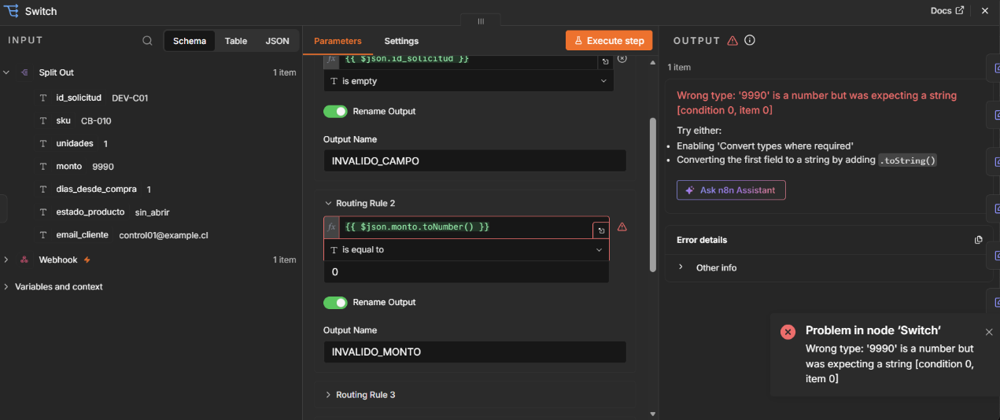 Switch
Docs
INPUT
Schema
Table
JSON
Split Out
1 item
T id_solicitud DEV-C01
T sku CB-010
T unidades 1
T monto 9990
T dias_desde_compra 1
T estado_producto sin_abrir
T email_cliente control01@example.cl
Webhook
1 item
Variables and context
Parameters
Settings
Execute step
fx {{ $json.id_solicitud }}
T is empty
Rename Output
Output Name
INVALIDO_CAMPO
Routing Rule 2
fx {{ $json.monto.toNumber() }}
T is equal to
0
Rename Output
Output Name
INVALIDO_MONTO
Routing Rule 3
OUTPUT
1 item
Wrong type: '9990' is a number but was expecting a string
[condition 0, item 0]
Try either:
• Enabling 'Convert types where required'
• Converting the first field to a string by adding .toString()
Ask n8n Assistant
Error details
Other info
Problem in node ‘Switch‘
Wrong type: '9990' is a number but
was expecting a string [condition 0,
item 0]